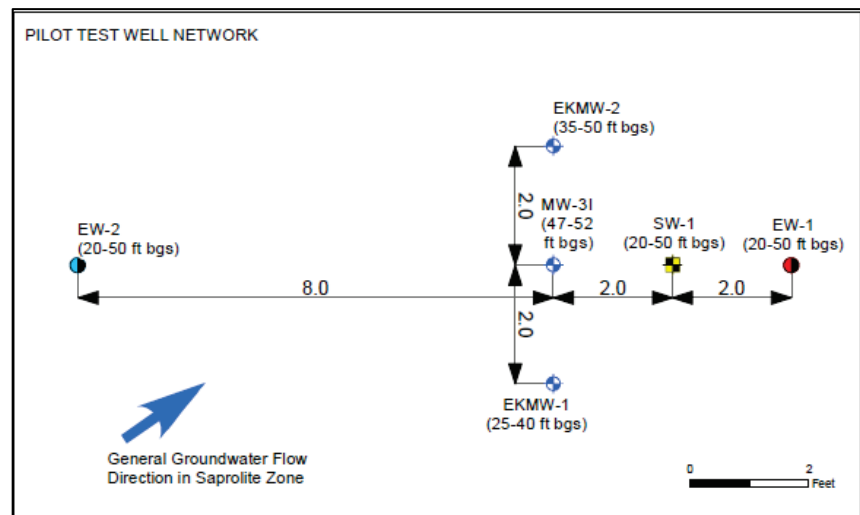 PILOT TEST WELL NETWORK
EKMW-2
(35-50 ft bgs)
2.0
MW-3I
(47-52
ft bgs)
SW-1
(20-50 ft bgs)
EW-1
(20-50 ft bgs)
EW-2
(20-50 ft bgs)
8.0
2.0
2.0
2.0
EKMW-1
(25-40 ft bgs)
General Groundwater Flow
Direction in Saprolite Zone
0
2
Feet